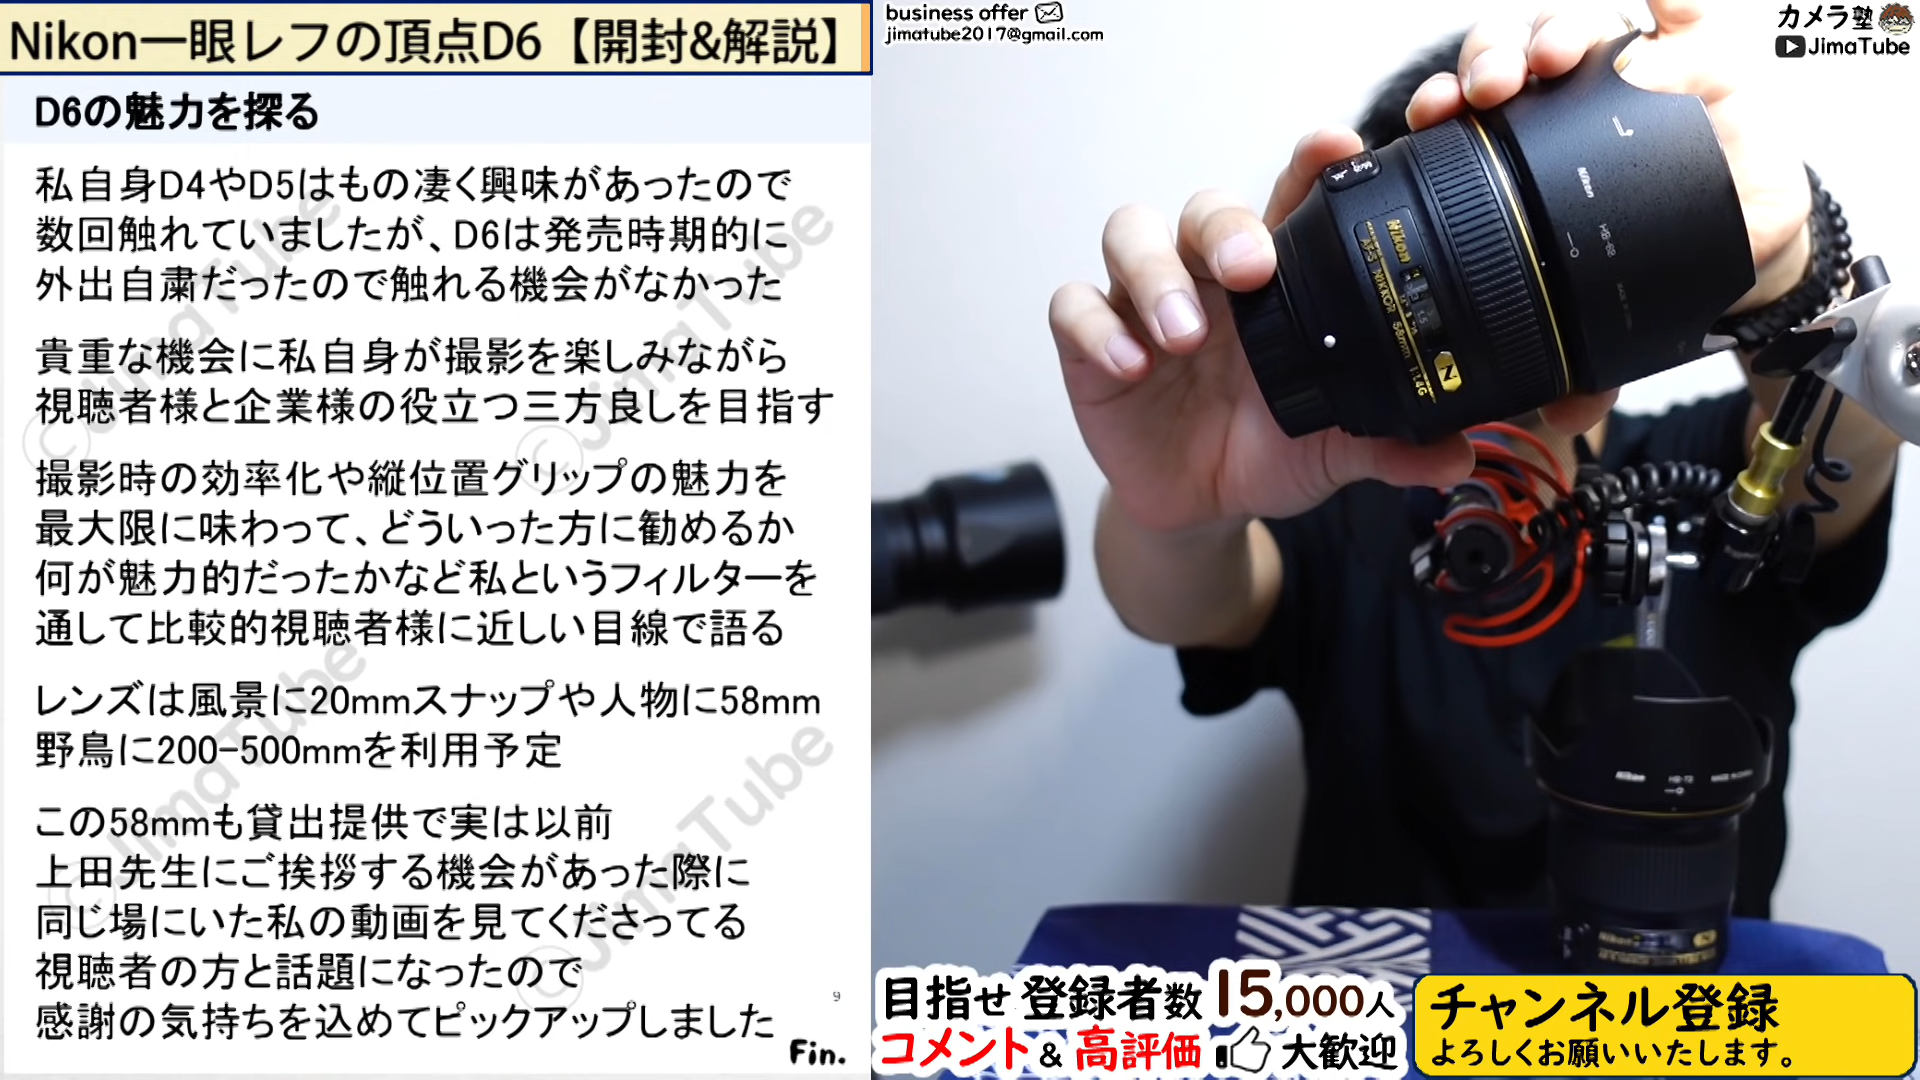 Nikon一眼レフの頂点D6【開封&解説】
D6の魅力を探る
私自身D4やD5はもの凄く興味があったので
数回触れていましたが、D6は発売時期的に
外出自粛だったので触れる機会がなかった
貴重な機会に私自身が撮影を楽しみながら
視聴者様と企業様の役立つ三方良しを目指す
撮影時の効率化や縦位置グリップの魅力を
最大限に味わって、どういった方に勧めるか
何が魅力的だったかなど私というフィルターを
通して比較的視聴者様に近しい目線で語る
レンズは風景に20mmスナップや人物に58mm
野鳥に200-500mmを利用予定
この58mmも貸出提供で実は以前
上田先生にご挨拶する機会があった際に
同じ場にいた私の動画を見てくださってる
視聴者の方と話題になったので
感謝の気持ちを込めてピックアップしました
9
Fin.
©JimaTube
©JimaTube
©JimaTube
©JimaTube
business offer
jimatube2017@gmail.com
カメラ塾
JimaTube
Nikon
AF-S NIKKOR 58mm 1:1.4G
N
Nikon
HB-69
Nikon
HB-72
Nikon
N
目指せ 登録者数 15,000人
コメント & 高評価 大歓迎
チャンネル登録
よろしくお願いいたします。